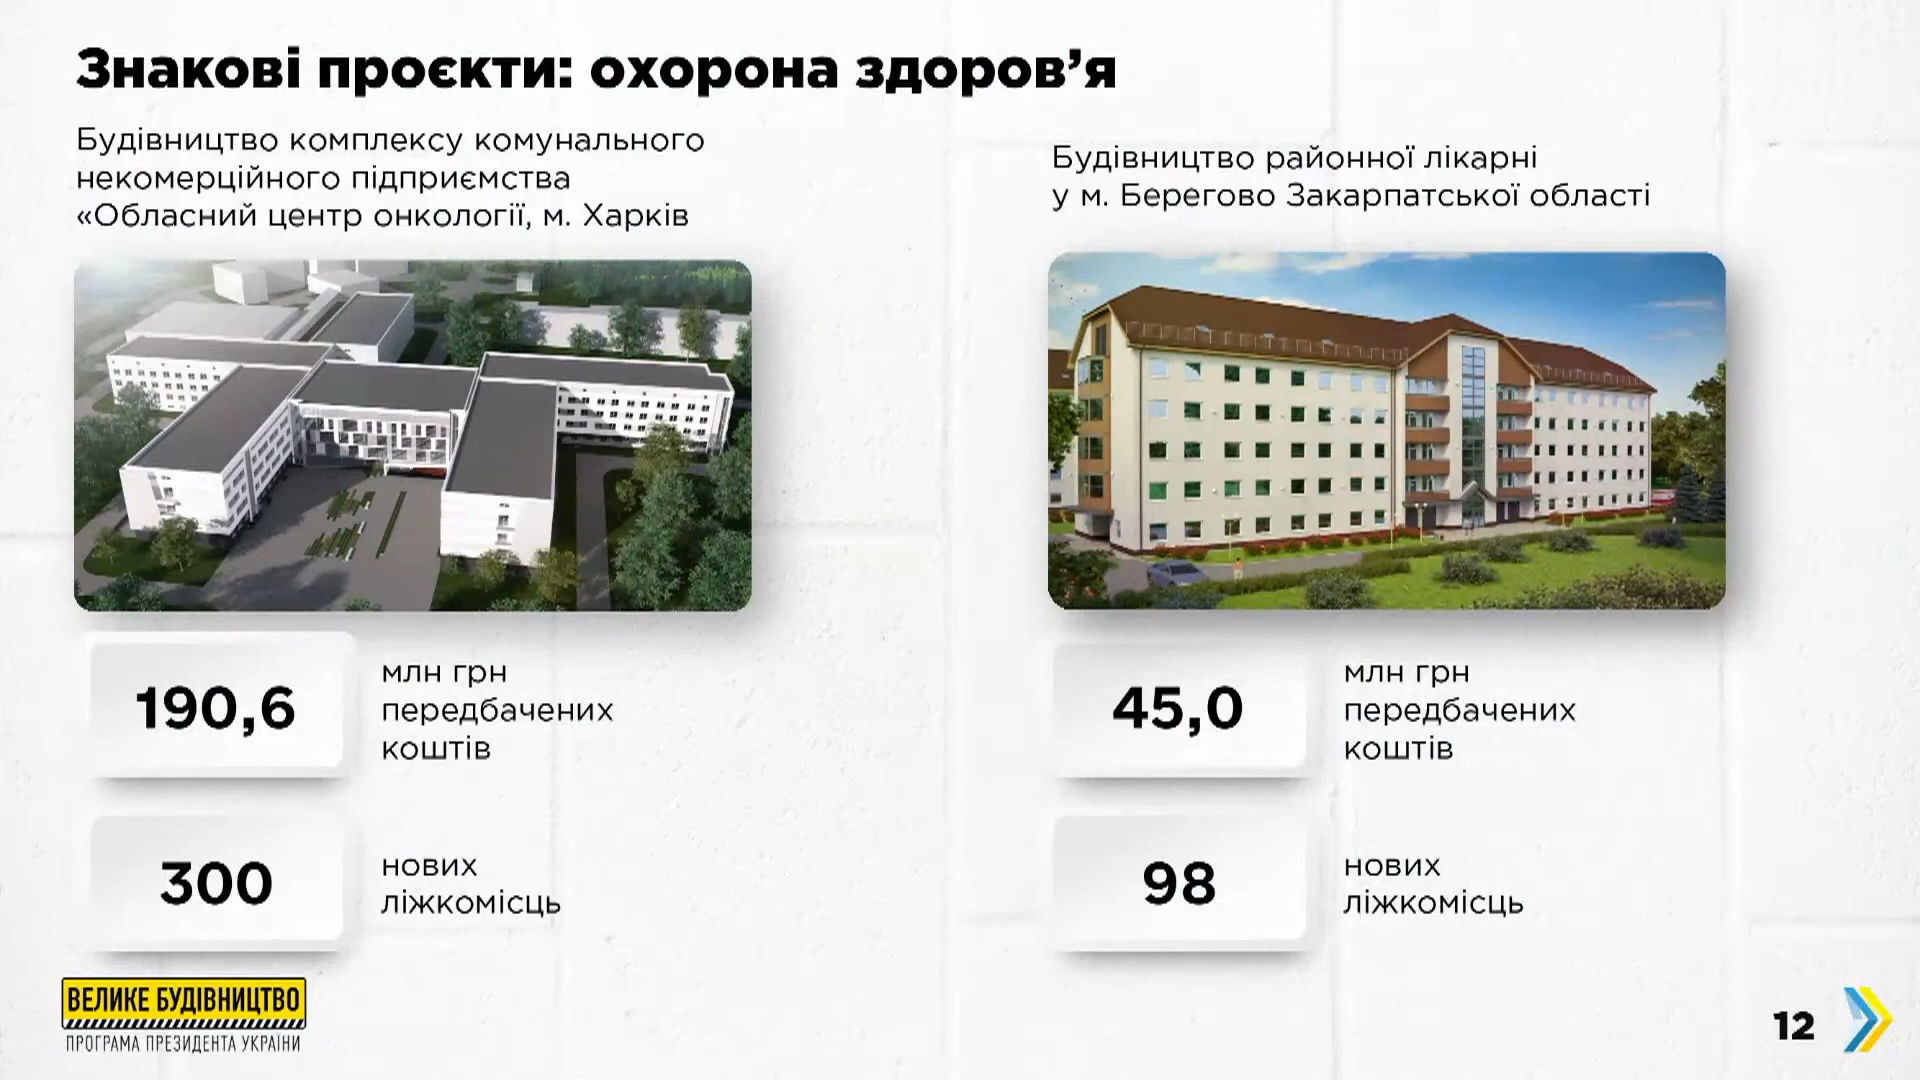 Знакові проєкти: охорона здоров’я
Будівництво комплексу комунального
некомерційного підприємства
«Обласний центр онкології, м. Харків
190,6
млн грн
передбачених
коштів
300
нових
ліжкомісць
Будівництво районної лікарні
у м. Берегово Закарпатської області
45,0
млн грн
передбачених
коштів
98
нових
ліжкомісць
ВЕЛИКЕ БУДІВНИЦТВО
ПРОГРАМА ПРЕЗИДЕНТА УКРАЇНИ
12